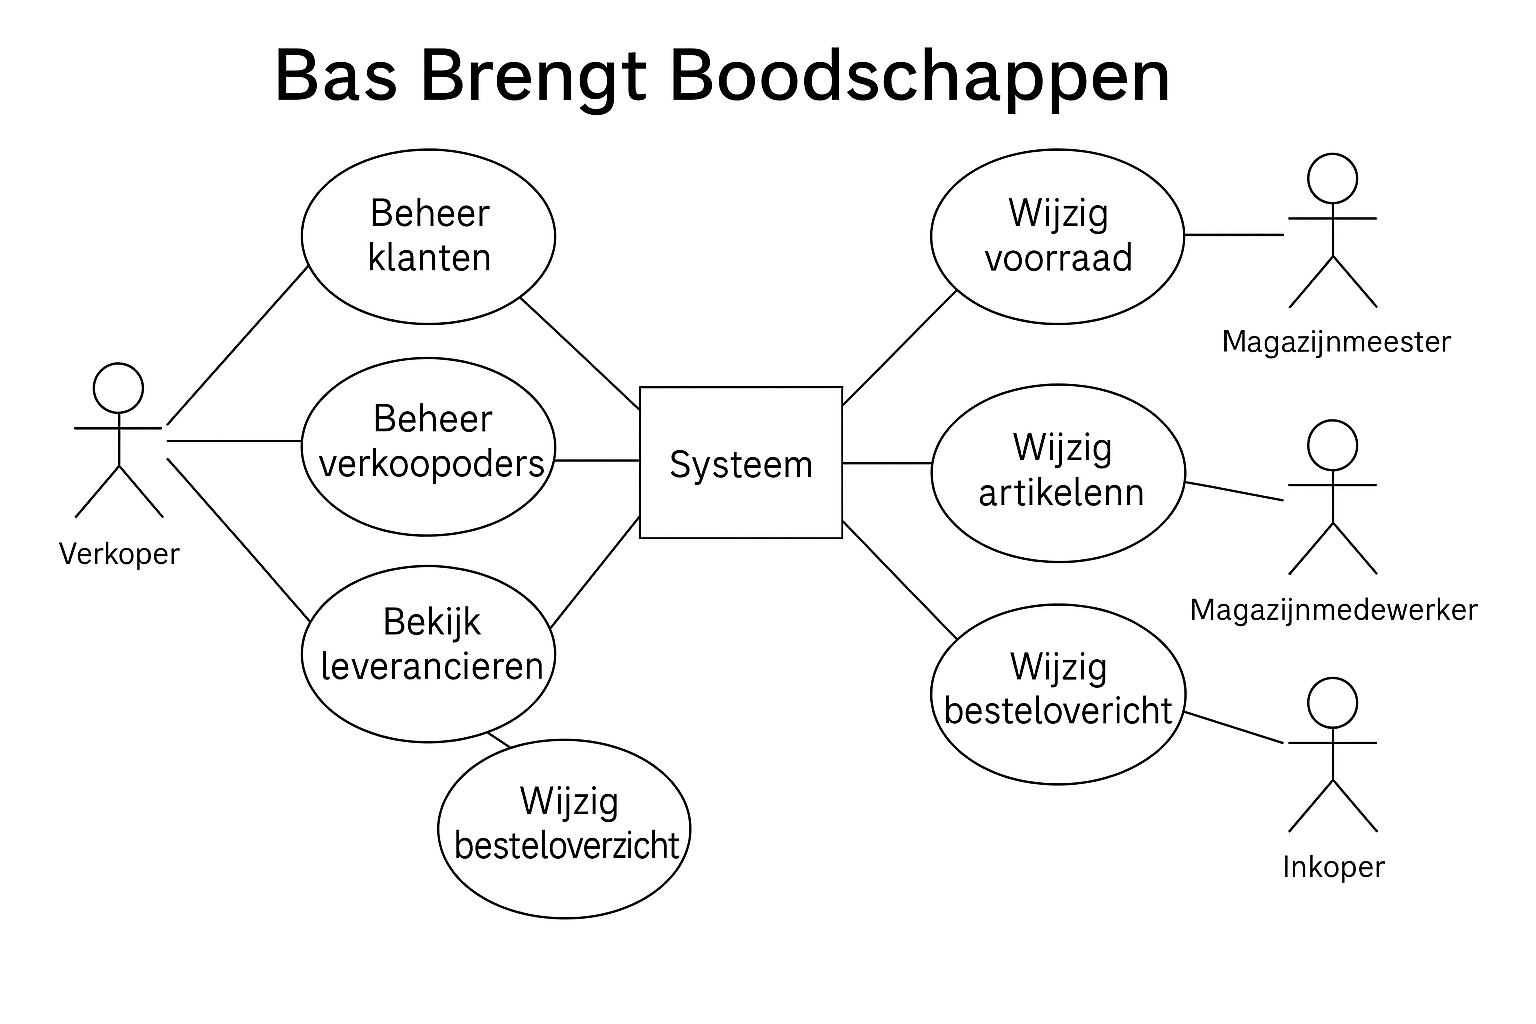 Bas Brengt Boodschappen
Beheer
klanten
Beheer
verkoopoders
Bekijk
leverancieren
Wijzig
besteloverzicht
Verkoper
Systeem
Wijzig
voorraad
Wijzig
artikelenn
Wijzig
bestelovericht
Magazijnmeester
Magazijnmedewerker
Inkoper